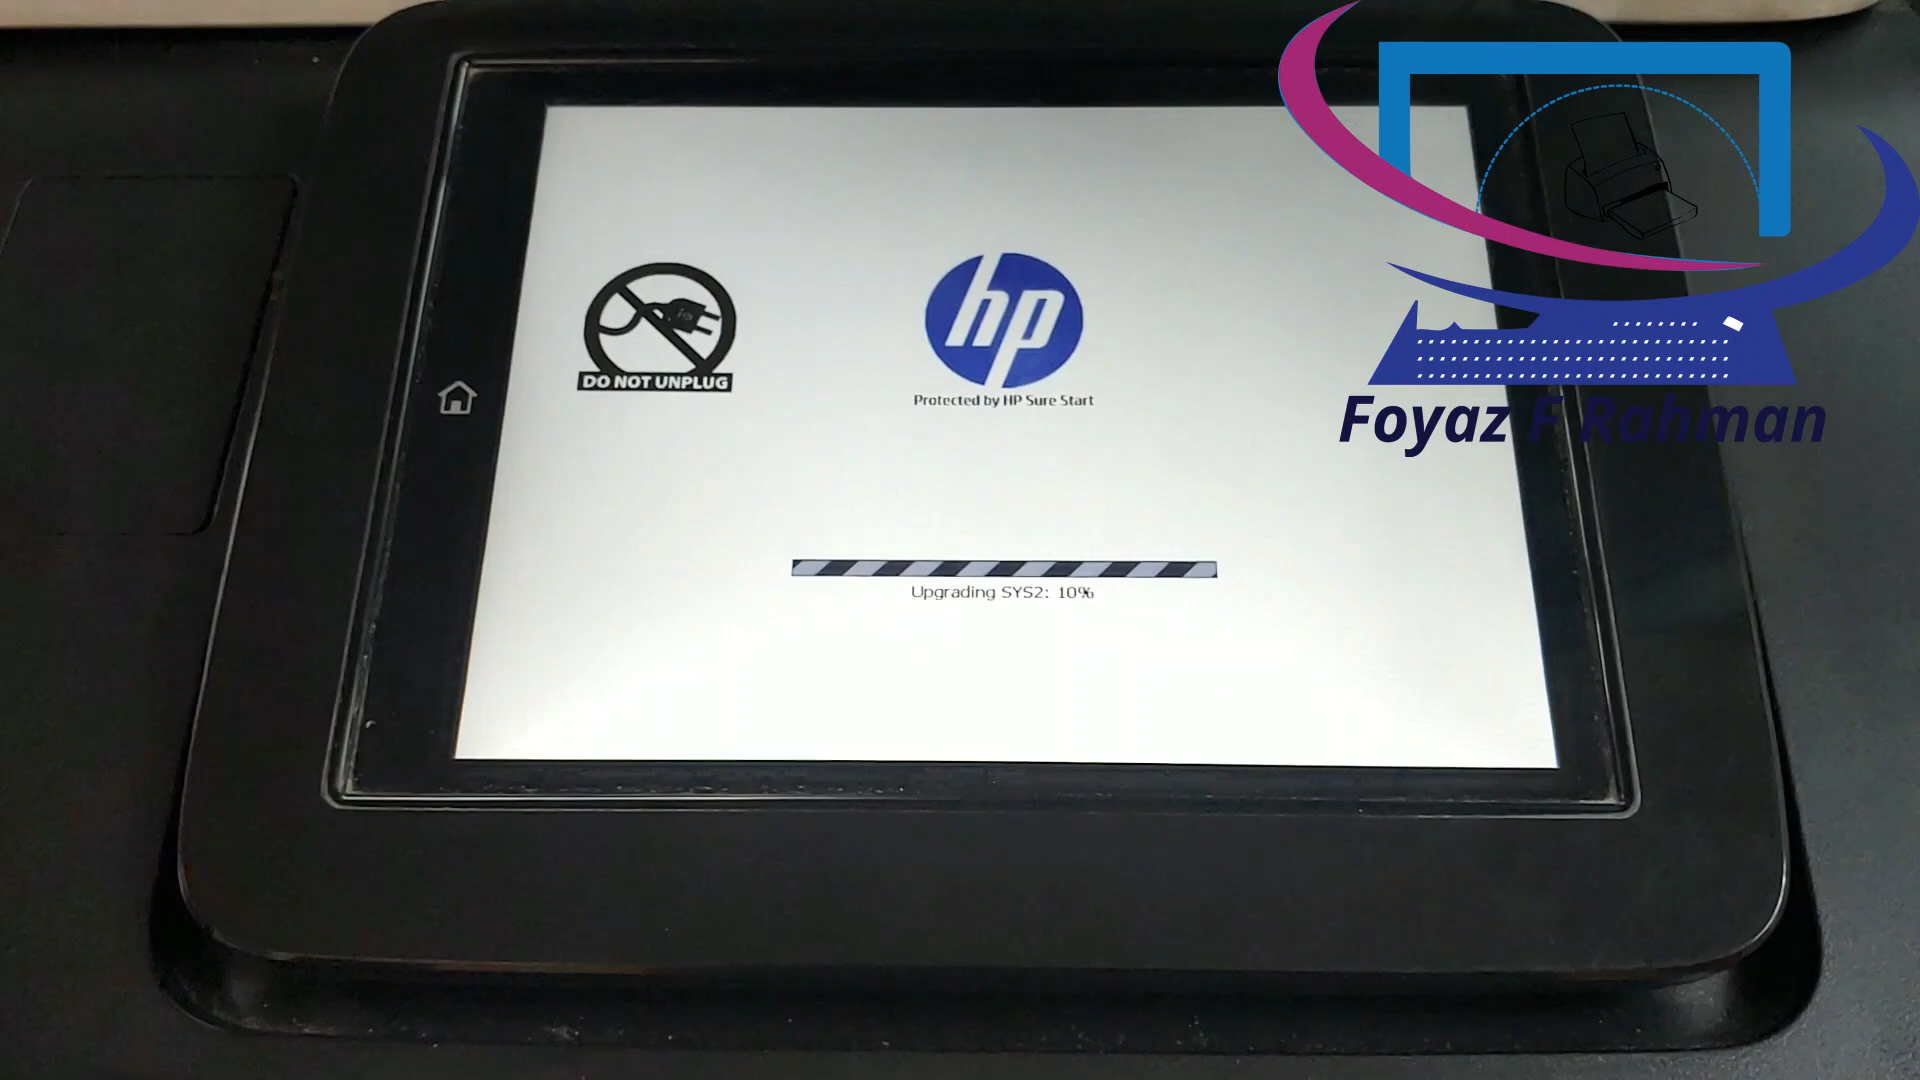 DO NOT UNPLUG
hp
Protected by HP Sure Start
Upgrading SYS2: 10%
Foyaz F Rahman